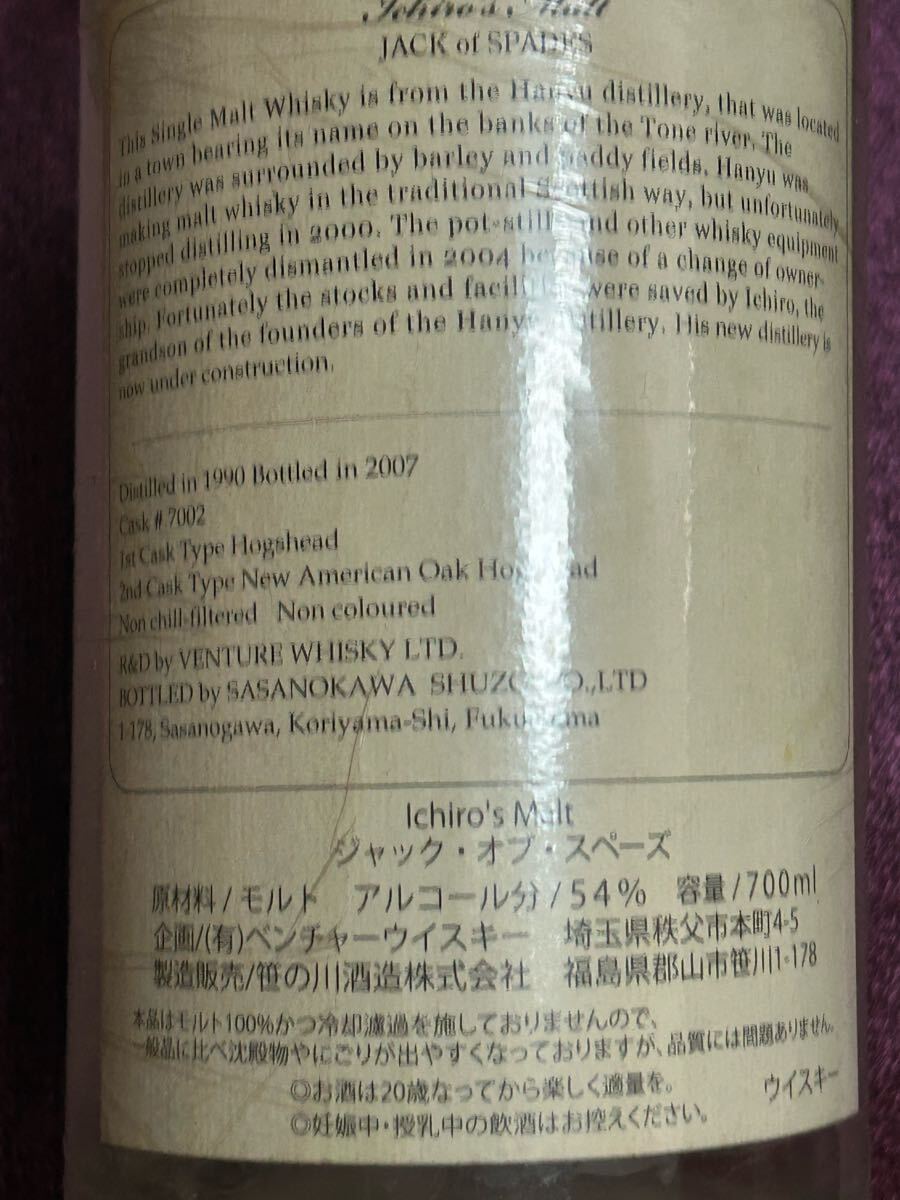 Ichiro's Malt
JACK of SPADES
This Single Malt Whisky is from the Hanyu distillery, that was located
in a town bearing its name on the banks of the Tone river. The
distillery was surrounded by barley and paddy fields. Hanyu was
making malt whisky in the traditional Scottish way, but unfortunately
stopped distilling in 2000. The pot-still and other whisky equipment
were completely dismantled in 2004 because of a change of owner-
ship. Fortunately the stocks and were saved by Ichiro, the
grandson of the founders of the Hanyu distillery. His new distillery is
now under construction.
Distilled in 1990 Bottled in 2007
Cask # 7002
1st Cask Type Hogshead
2nd Cask Type New American Oak Hogshead
Non chill-filtered Non coloured
R&D by VENTURE WHISKY LTD.
BOTTLED by SASANOKAWA SHUZO CO.,LTD
1-178, Sasanogawa, Koriyama-Shi, Fukushima
Ichiro's Malt
ジャック・オブ・スペーズ
原材料/モルト アルコール分/54% 容量/700ml
企画/(有)ベンチャーウイスキー 埼玉県秩父市本町4-5
製造販売/笹の川酒造株式会社 福島県郡山市笹川1-178
本品はモルト100%かつ冷却濾過を施しておりませんので、
一般品に比べ沈殿物やにごりが出やすくなっておりますが、品質には問題ありません。
◎お酒は20歳なってから楽しく適量を。 ウイスキー
◎妊娠中・授乳中の飲酒はお控えください。